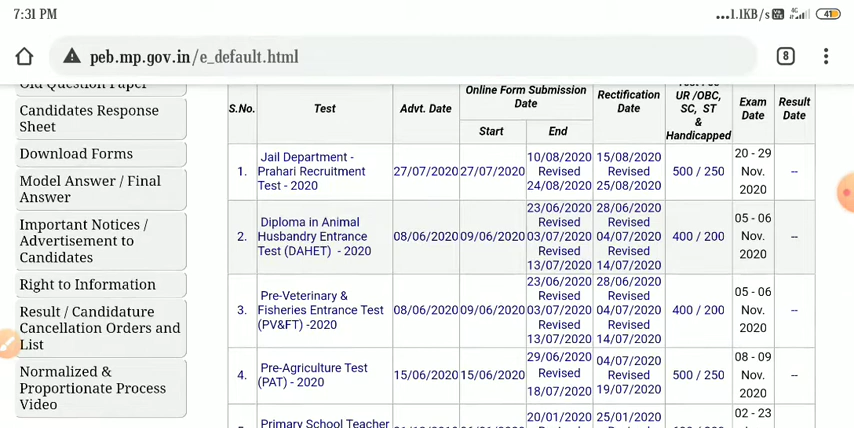 7:31 PM
...1.1KB/s 4G 41
peb.mp.gov.in/e_default.html 8
Old Question Paper
Candidates Response
Sheet
Download Forms
Model Answer / Final
Answer
Important Notices /
Advertisement to
Candidates
Right to Information
Result / Candidature
Cancellation Orders and
List
Normalized &
Proportionate Process
Video
S.No.
Test
Advt. Date
Online Form Submission
Date
Start
End
Rectification
Date
UR /OBC,
SC, ST
&
Handicapped
Exam
Date
Result
Date
1.
Jail Department -
Prahari Recruitment
Test - 2020
27/07/2020
27/07/2020
10/08/2020
Revised
24/08/2020
15/08/2020
Revised
25/08/2020
500 / 250
20 - 29
Nov.
2020
--
2.
Diploma in Animal
Husbandry Entrance
Test (DAHET) - 2020
08/06/2020
09/06/2020
23/06/2020
Revised
03/07/2020
Revised
13/07/2020
28/06/2020
Revised
04/07/2020
Revised
14/07/2020
400 / 200
05 - 06
Nov.
2020
--
3.
Pre-Veterinary &
Fisheries Entrance Test
(PV&FT) -2020
08/06/2020
09/06/2020
23/06/2020
Revised
03/07/2020
Revised
13/07/2020
28/06/2020
Revised
04/07/2020
Revised
14/07/2020
400 / 200
05 - 06
Nov.
2020
--
4.
Pre-Agriculture Test
(PAT) - 2020
15/06/2020
15/06/2020
29/06/2020
Revised
18/07/2020
04/07/2020
Revised
19/07/2020
500 / 250
08 - 09
Nov.
2020
--
Primary School Teacher
20/01/2020
Revised
25/01/2020
Revised
02 - 23